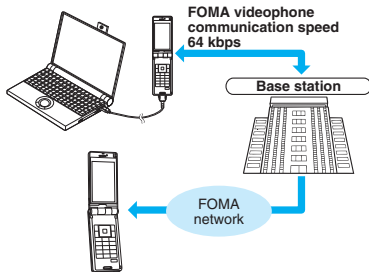 FOMA videophone
communication speed
64 kbps
Base station
FOMA
network